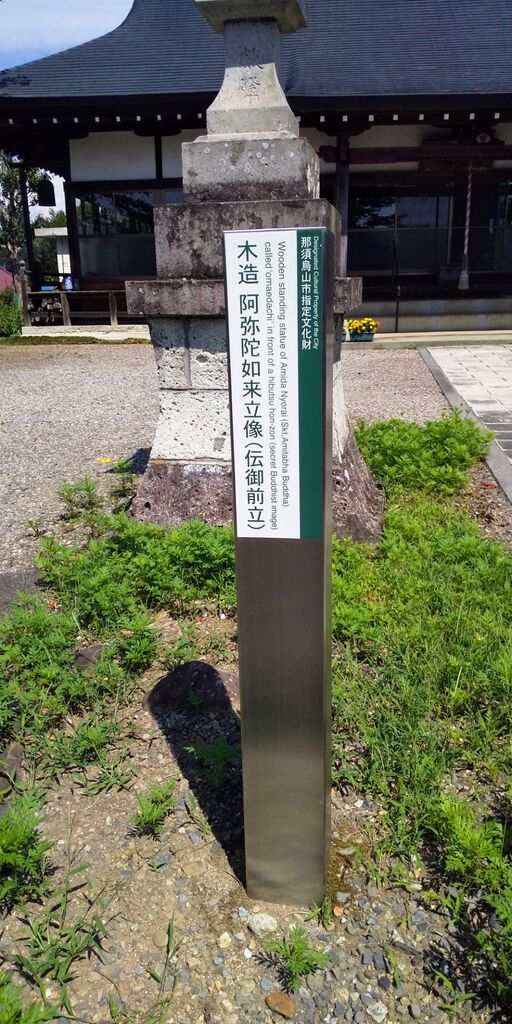 Designated Cultural Property of the City
那須烏山市指定文化財
Wooden standing statue of Amida Nyorai (Skt.Amitabha Buddha)
called 'omaedachi' in front of a hibutsu hon-zon (secret Buddhist image)
木造 阿弥陀如来立像(伝御前立)